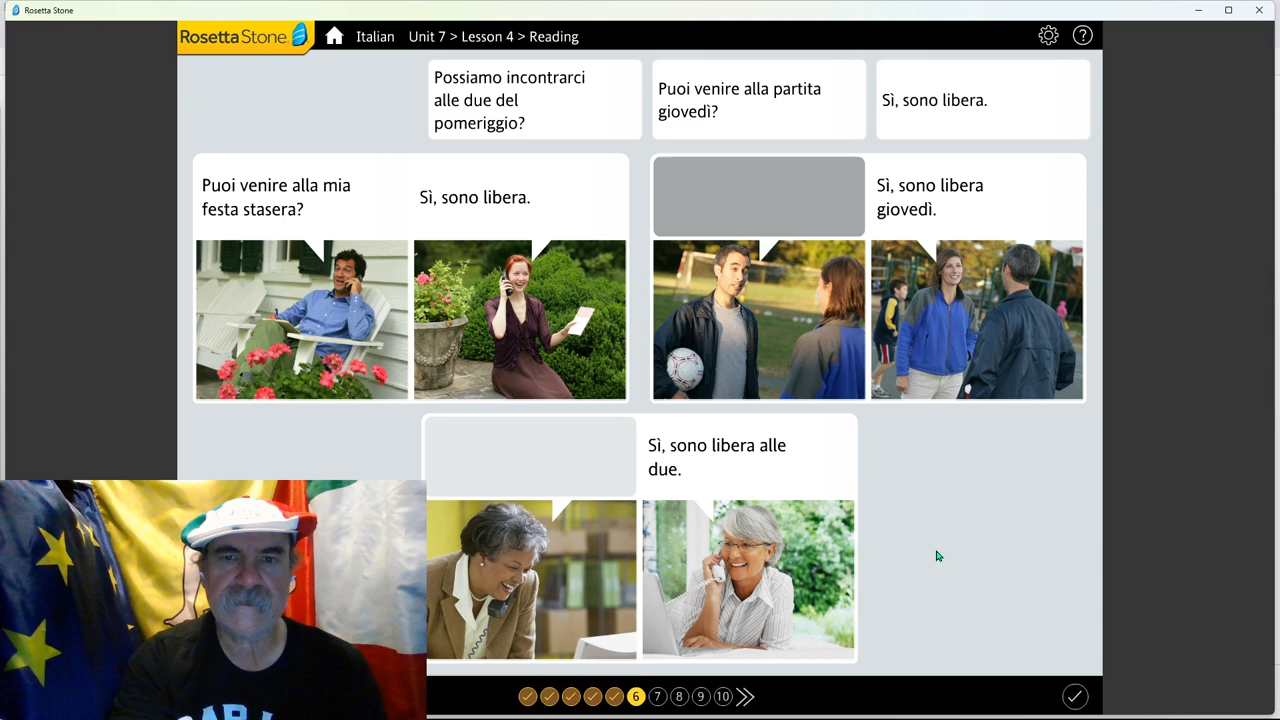 Rosetta Stone
RosettaStone
Italian Unit 7 > Lesson 4 > Reading
?
Possiamo incontrarci
alle due del
pomeriggio?
Puoi venire alla partita
giovedì?
Sì, sono libera.
Puoi venire alla mia
festa stasera?
Sì, sono libera.
Sì, sono libera
giovedì.
Sì, sono libera alle
due.
6 7 8 9 10